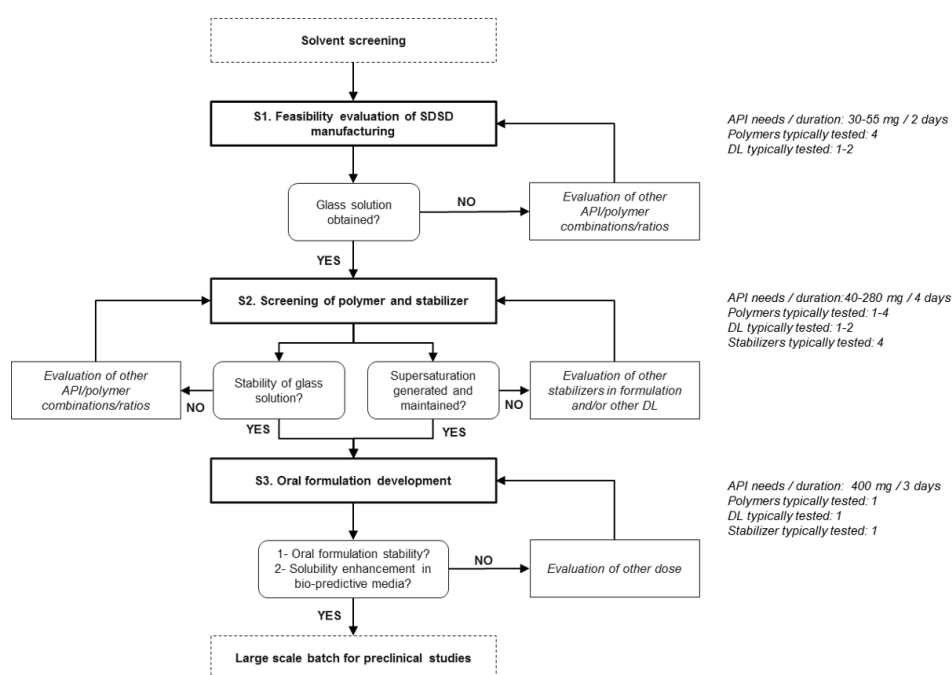 Solvent screening
S1. Feasibility evaluation of SDSD
manufacturing
API needs / duration: 30-55 mg / 2 days
Polymers typically tested: 4
DL typically tested: 1-2
Glass solution
obtained?
NO
Evaluation of other
API/polymer
combinations/ratios
YES
S2. Screening of polymer and stabilizer
API needs / duration:40-280 mg / 4 days
Polymers typically tested: 1-4
DL typically tested: 1-2
Stabilizers typically tested: 4
Evaluation of other
API/polymer
combinations/ratios
NO
Stability of glass
solution?
Supersaturation
generated and
maintained?
NO
Evaluation of other
stabilizers in formulation
and/or other DL
YES
YES
S3. Oral formulation development
API needs / duration:  400 mg / 3 days
Polymers typically tested: 1
DL typically tested: 1
Stabilizer typically tested: 1
1- Oral formulation stability?
2- Solubility enhancement in
bio-predictive media?
NO
Evaluation of other dose
YES
Large scale batch for preclinical studies